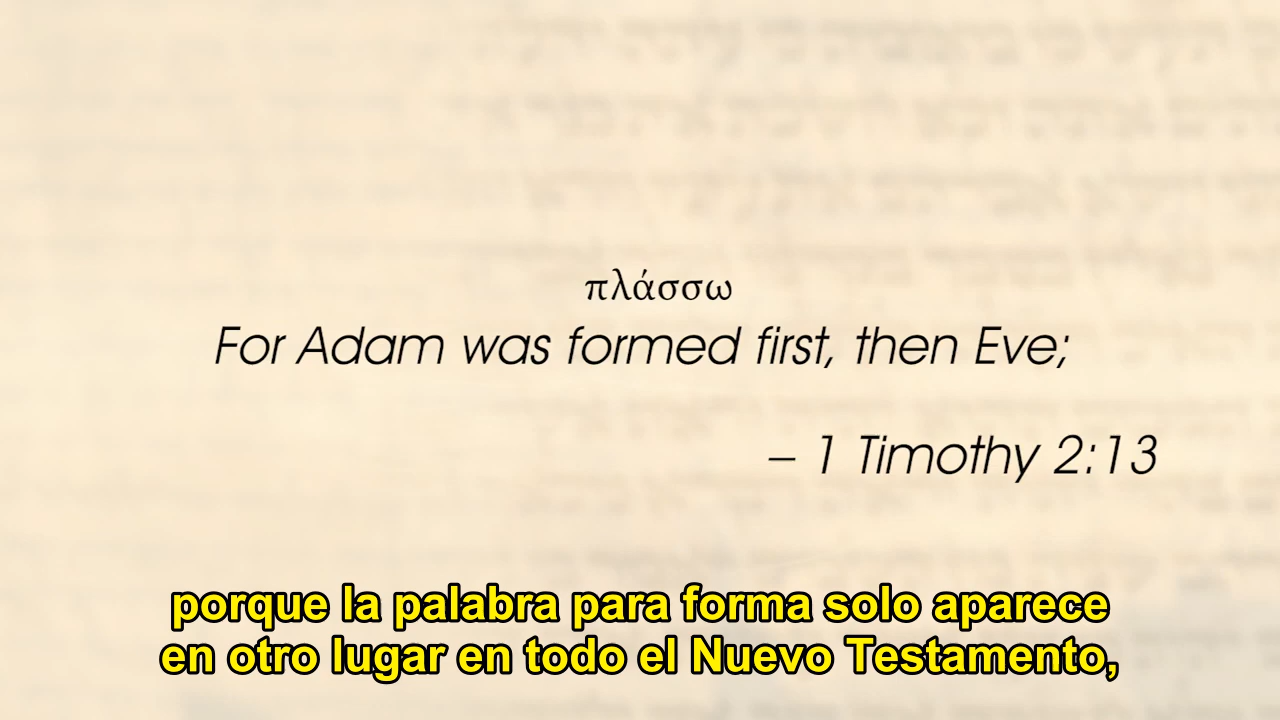 πλάσσω
For Adam was formed first, then Eve;
– 1 Timothy 2:13
porque la palabra para forma solo aparece
en otro lugar en todo el Nuevo Testamento,